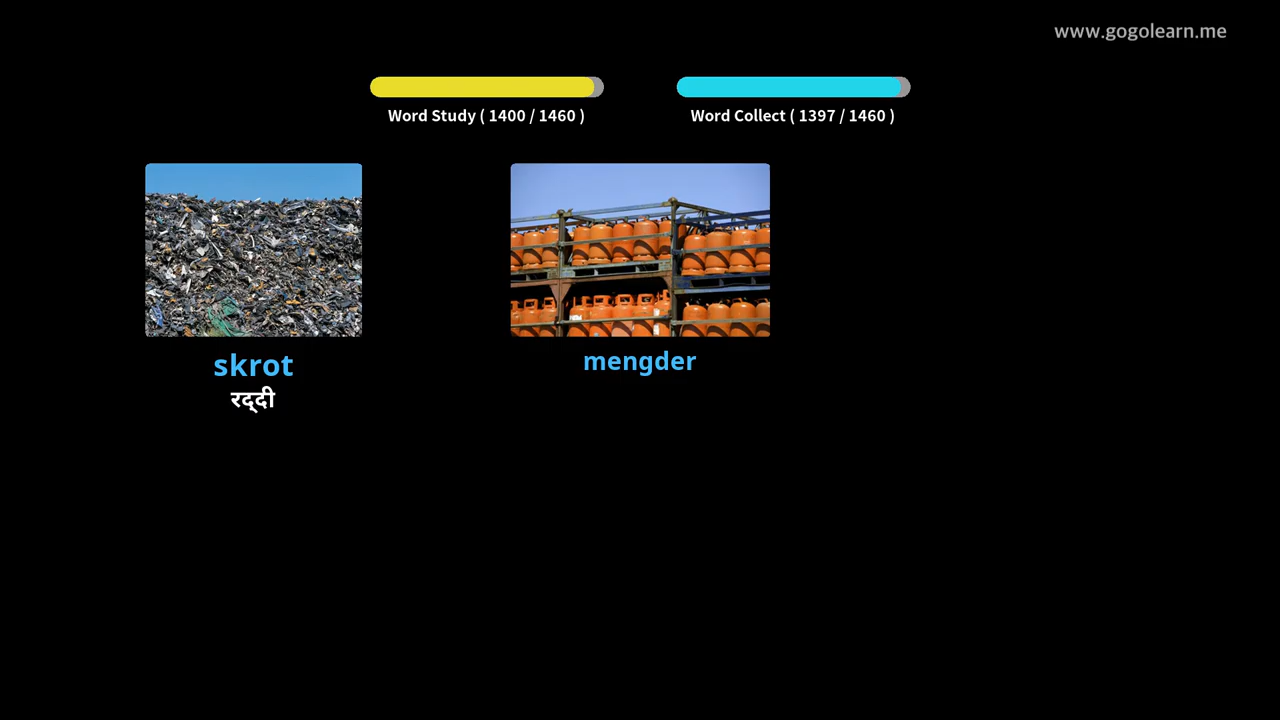 www.gogolearn.me
Word Study ( 1400 / 1460 )
Word Collect ( 1397 / 1460 )
skrot
रद्दी
mengder